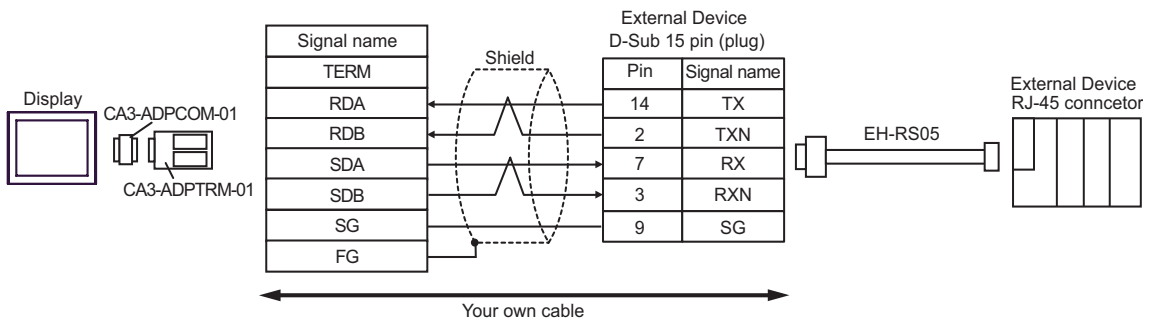 External Device
D-Sub 15 pin (plug)
Signal name
Shield
TERM
Pin Signal name
External Device
RJ-45 conncetor
Display
CA3-ADPCOM-01
RDA
14 TX
RDB
2 TXN
EH-RS05
SDA
7 RX
CA3-ADPTRM-01
SDB
3 RXN
SG
9 SG
FG
Your own cable